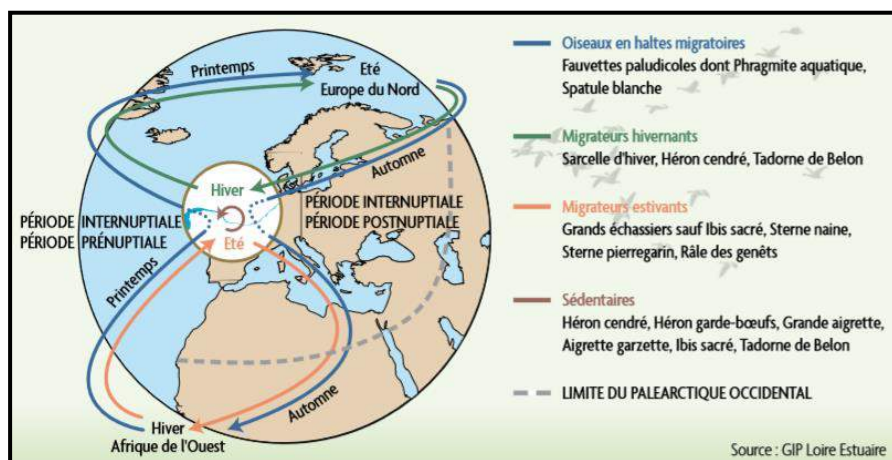 Printemps
Eté
Europe du Nord
Automne
Hiver
PÉRIODE INTERNUPTIALE
PÉRIODE PRÉNUPTIALE
PÉRIODE INTERNUPTIALE
PÉRIODE POSTNUPTIALE
Eté
Printemps
Automne
Hiver
Afrique de l'Ouest
Oiseaux en haltes migratoires
Fauvettes paludicoles dont Phragmite aquatique,
Spatule blanche
Migrateurs hivernants
Sarcelle d'hiver, Héron cendré, Tadorne de Belon
Migrateurs estivants
Grands échassiers sauf Ibis sacré, Sterne naine,
Sterne pierregarin, Râle des genêts
Sédentaires
Héron cendré, Héron garde-bœufs, Grande aigrette,
Aigrette garzette, Ibis sacré, Tadorne de Belon
LIMITE DU PALEARCTIQUE OCCIDENTAL
Source : GIP Loire Estuaire